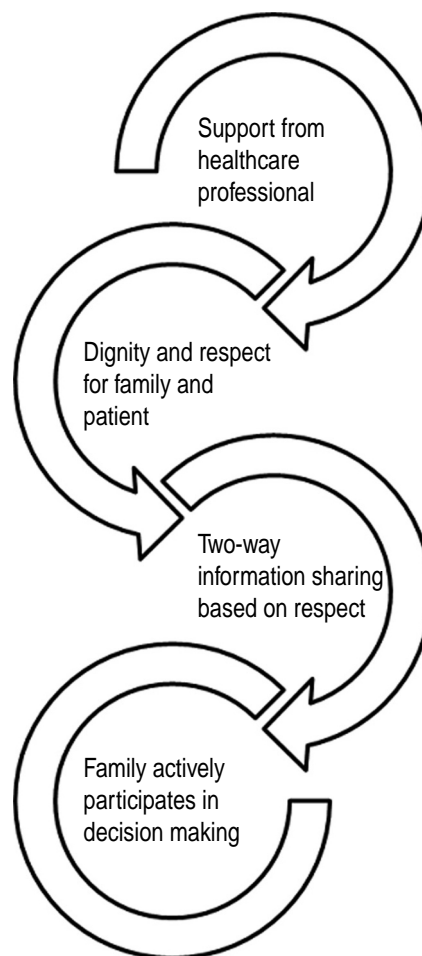 Support from
healthcare
professional
Dignity and respect
for family and
patient
Two-way
information sharing
based on respect
Family actively
participates in
decision making